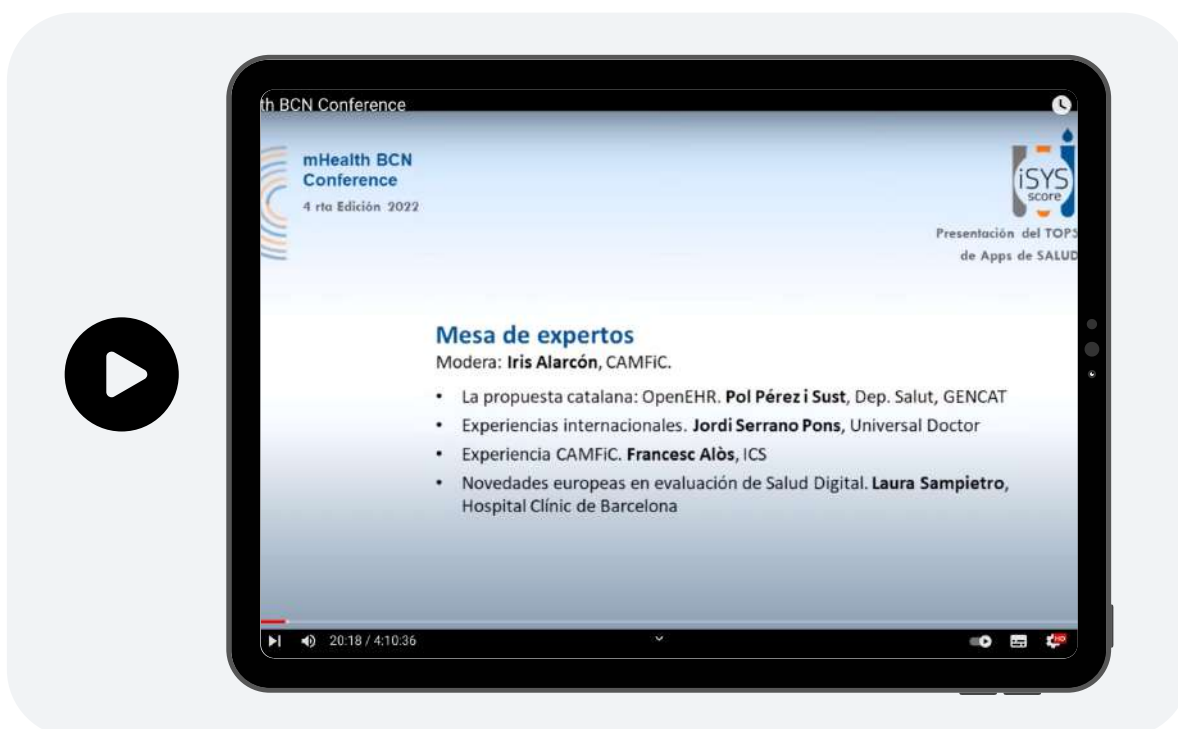 th BCN Conference
mHealth BCN
Conference
4 rta Edición 2022
iSYS
score
Presentación del TOP5
de Apps de SALUD
Mesa de expertos
Modera: Iris Alarcón, CAMFiC.
• La propuesta catalana: OpenEHR. Pol Pérez i Sust, Dep. Salut, GENCAT
• Experiencias internacionales. Jordi Serrano Pons, Universal Doctor
• Experiencia CAMFiC. Francesc Alòs, ICS
• Novedades europeas en evaluación de Salud Digital. Laura Sampietro,
Hospital Clínic de Barcelona
20:18 / 4:10:36
HD